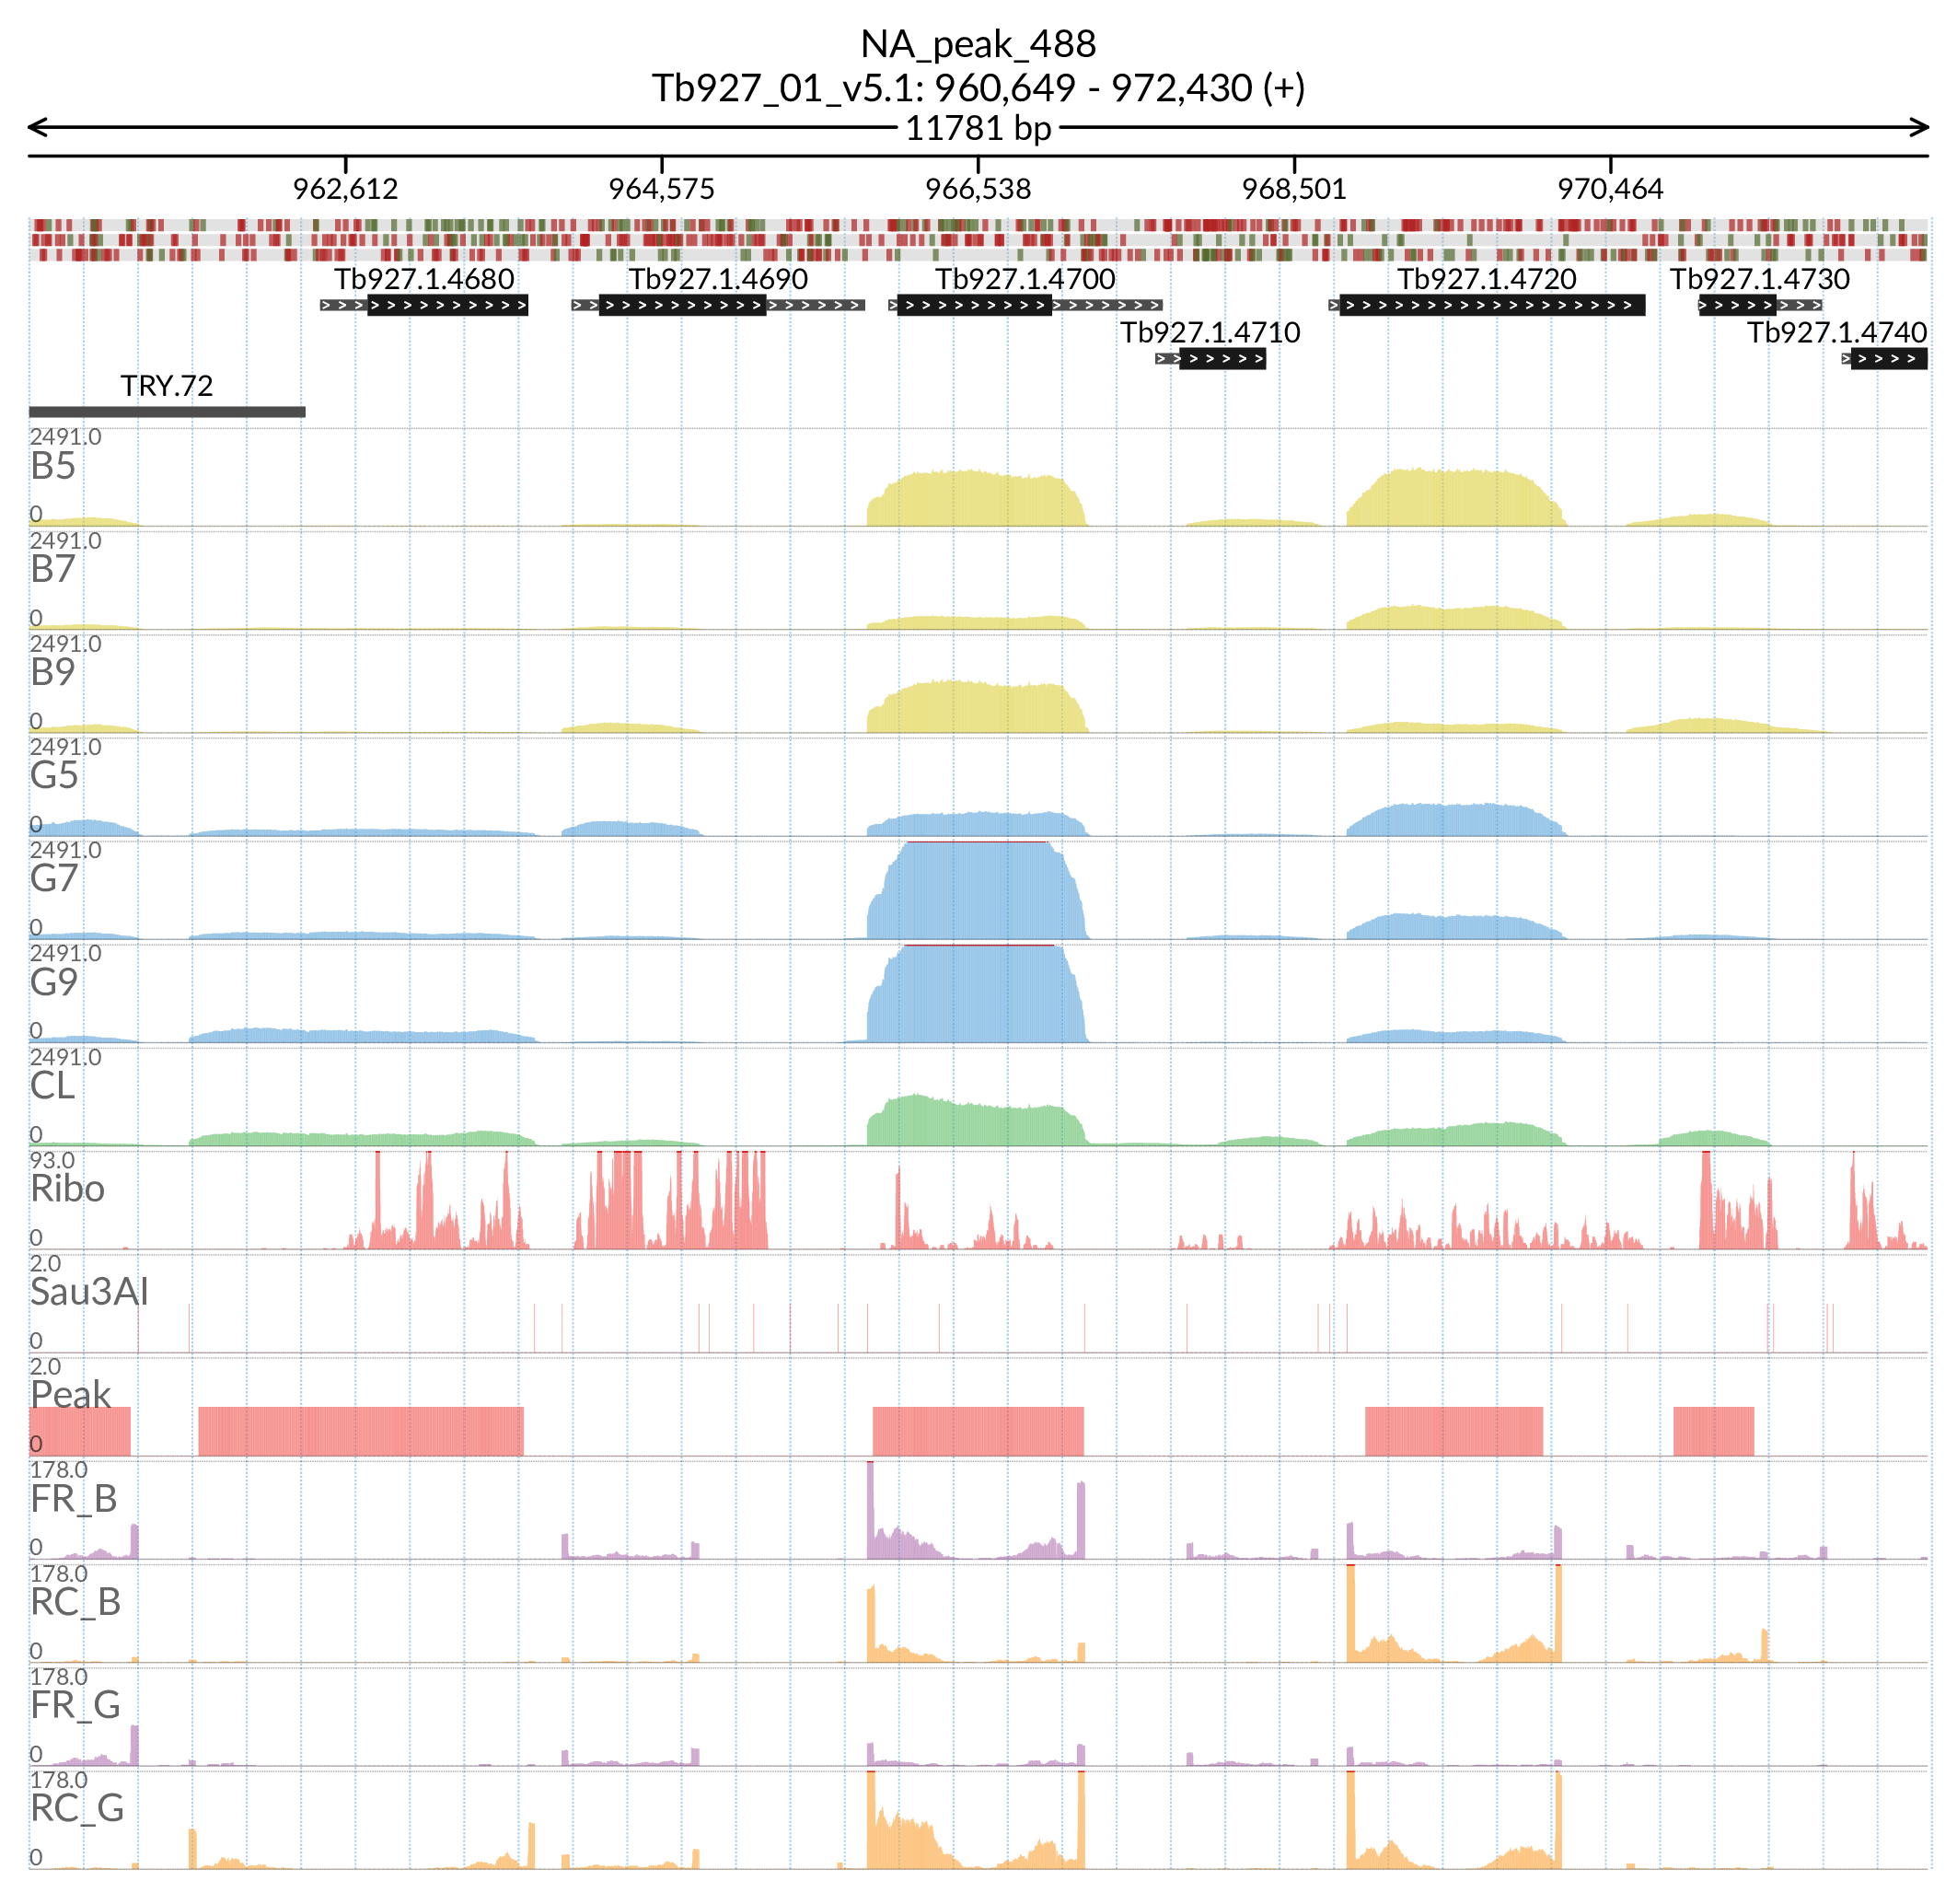 NA_peak_488
Tb927_01_v5.1: 960,649 - 972,430 (+)
11781 bp
962,612 964,575 966,538 968,501 970,464
Tb927.1.4680 Tb927.1.4690 Tb927.1.4700 Tb927.1.4720 Tb927.1.4730
Tb927.1.4710 Tb927.1.4740
TRY.72
2491.0
B5
0
2491.0
B7
0
2491.0
B9
0
2491.0
G5
0
2491.0
G7
0
2491.0
G9
0
2491.0
CL
0
93.0
Ribo
0
2.0
Sau3AI
0
2.0
Peak
0
178.0
FR_B
0
178.0
RC_B
0
178.0
FR_G
0
178.0
RC_G
0